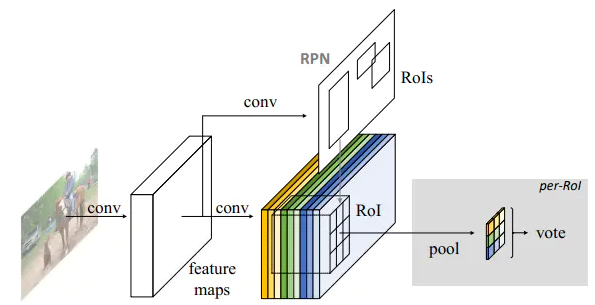 RPN
RoIs
conv
per-RoI
conv
conv
RoI
vote
pool
feature
maps